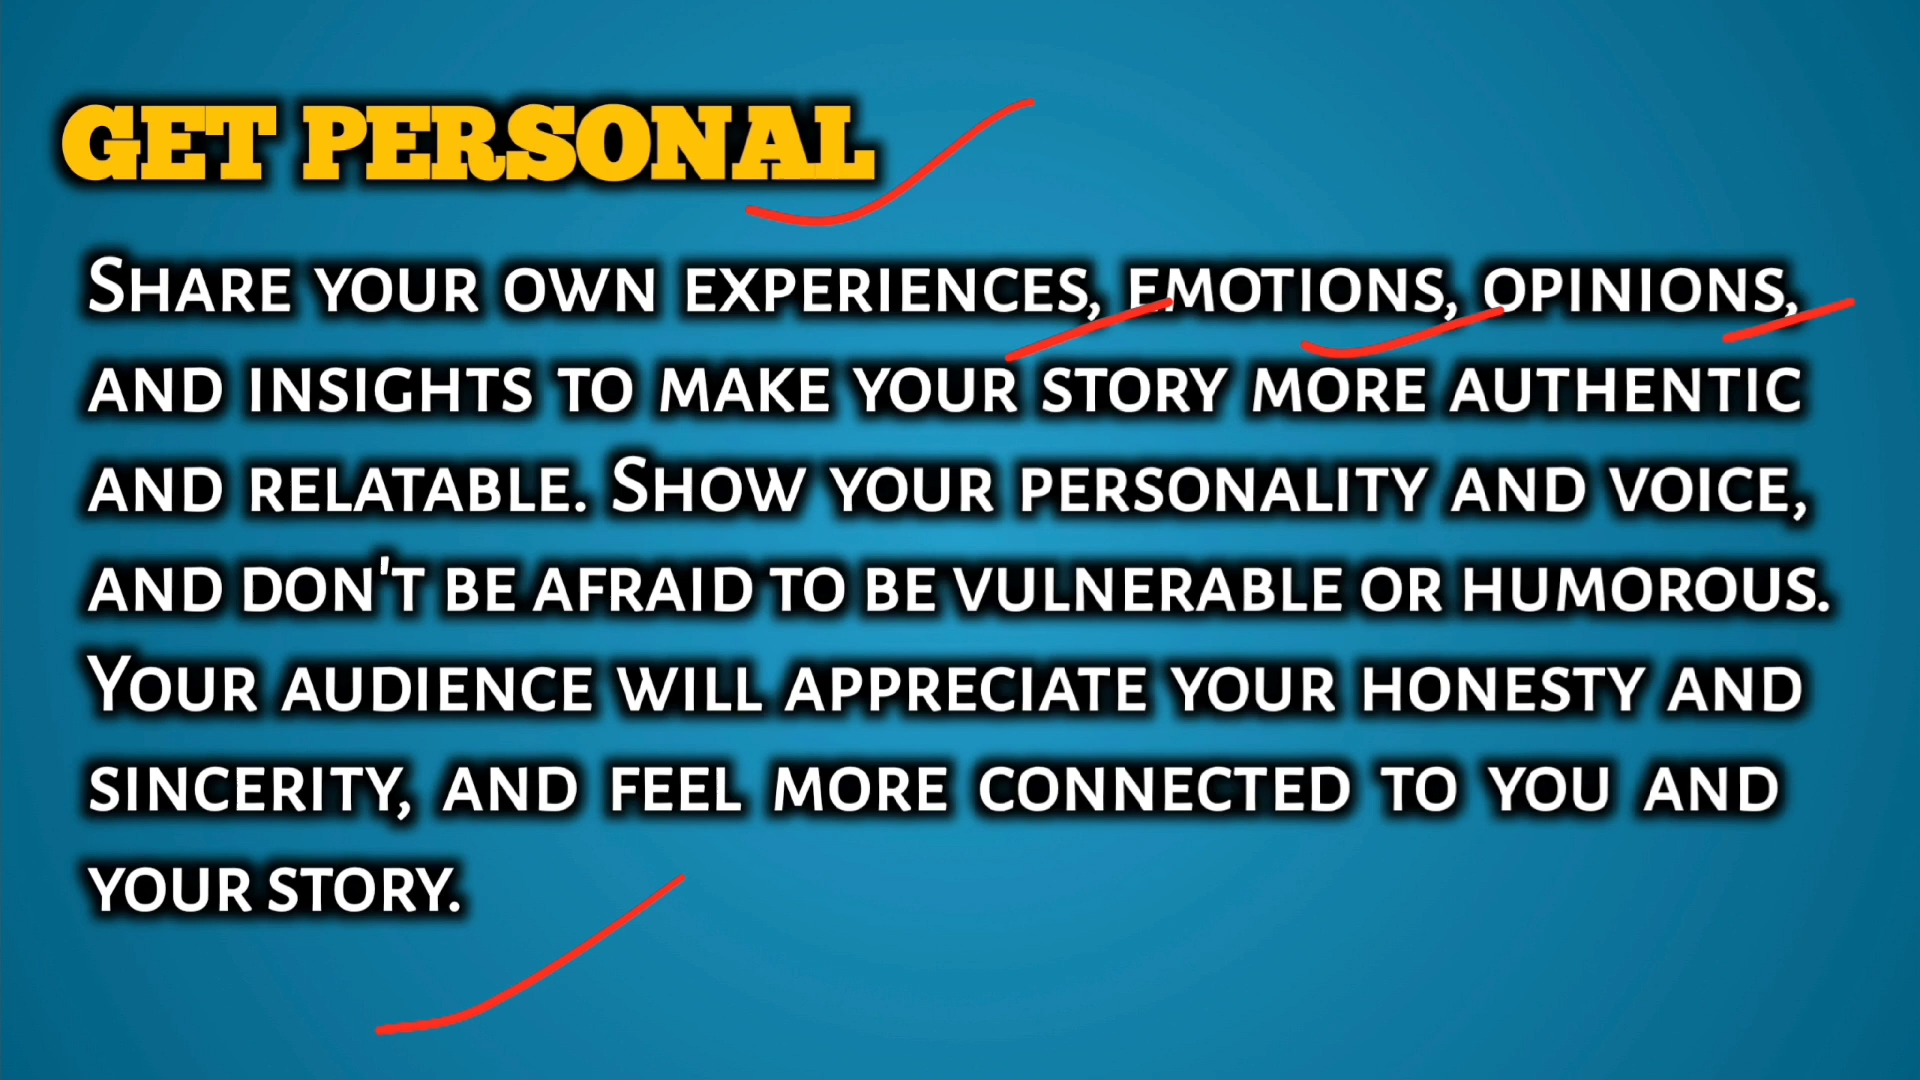 GET PERSONAL
Share your own experiences, emotions, opinions,
and insights to make your story more authentic
and relatable. Show your personality and voice,
and don't be afraid to be vulnerable or humorous.
Your audience will appreciate your honesty and
sincerity, and feel more connected to you and
your story.